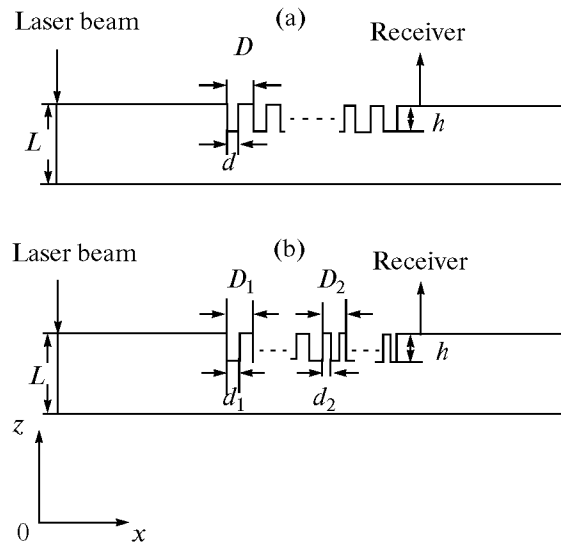 Laser beam
(a)
Receiver
D
L
h
d
(b)
Laser beam
Receiver
D1
D2
L
h
d1
d2
z
0
x